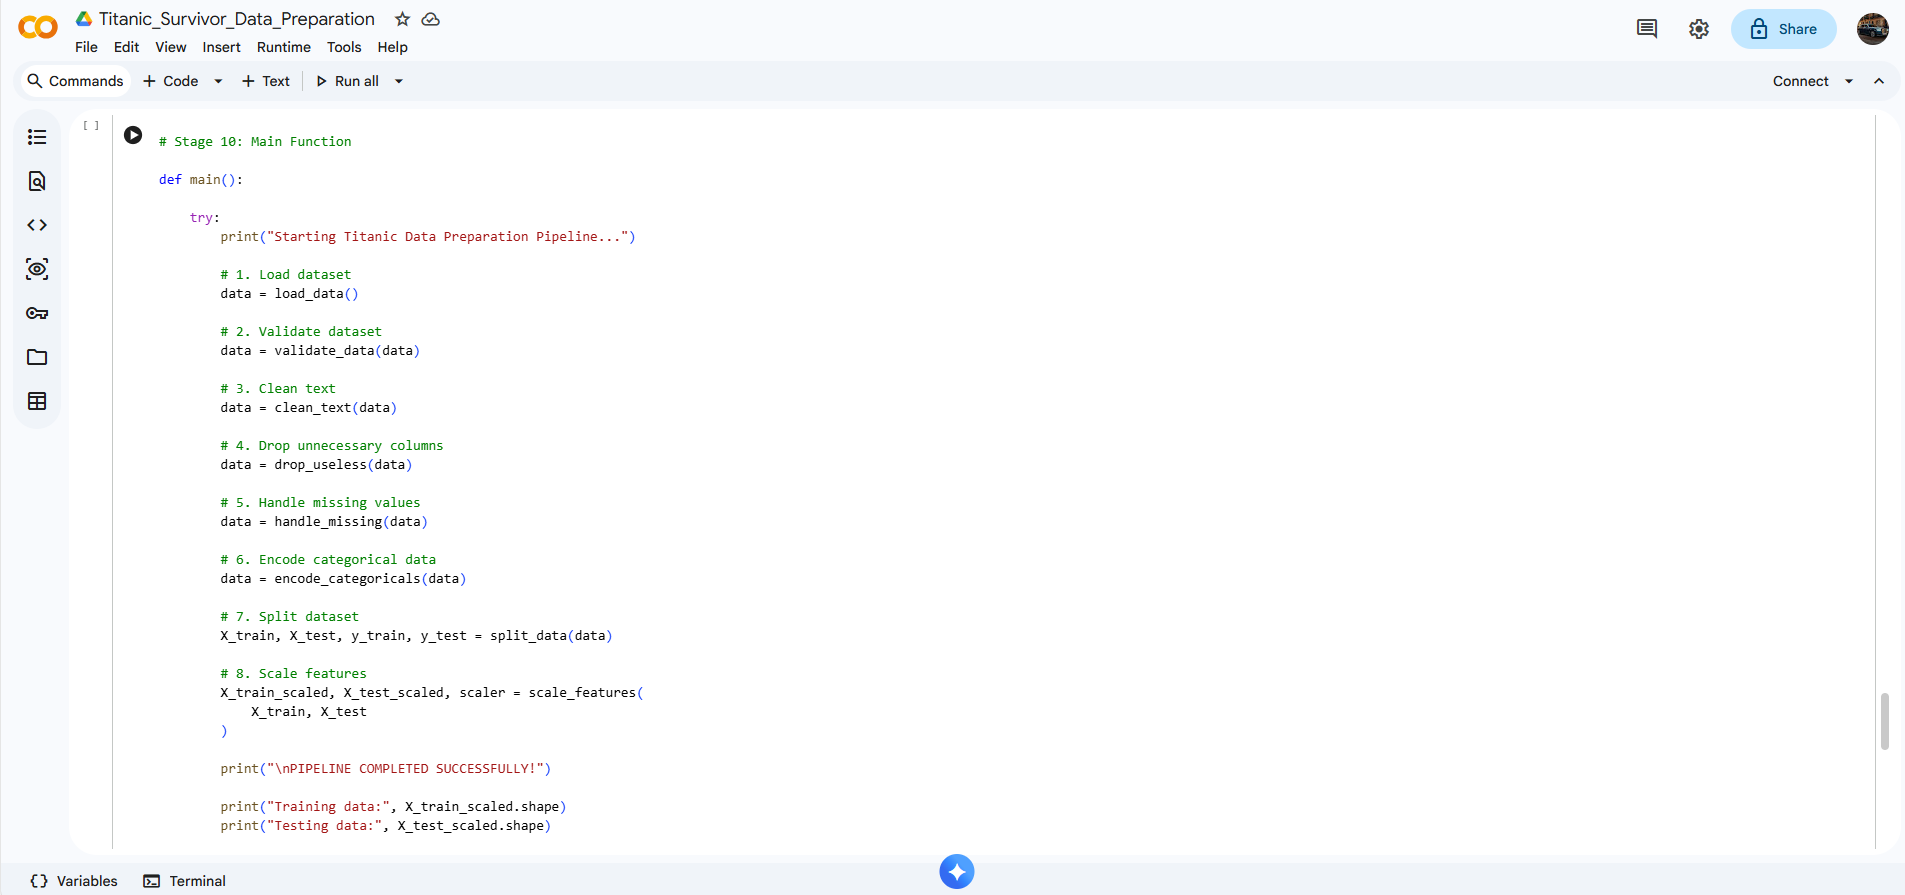 Titanic_Survivor_Data_Preparation
File Edit View Insert Runtime Tools Help
Share
Commands + Code + Text Run all
Connect
[ ]
# Stage 10: Main Function
def main():
try:
print("Starting Titanic Data Preparation Pipeline...")
# 1. Load dataset
data = load_data()
# 2. Validate dataset
data = validate_data(data)
# 3. Clean text
data = clean_text(data)
# 4. Drop unnecessary columns
data = drop_useless(data)
# 5. Handle missing values
data = handle_missing(data)
# 6. Encode categorical data
data = encode_categoricals(data)
# 7. Split dataset
X_train, X_test, y_train, y_test = split_data(data)
# 8. Scale features
X_train_scaled, X_test_scaled, scaler = scale_features(
X_train, X_test
)
print("\nPIPELINE COMPLETED SUCCESSFULLY!")
print("Training data:", X_train_scaled.shape)
print("Testing data:", X_test_scaled.shape)
{} Variables Terminal